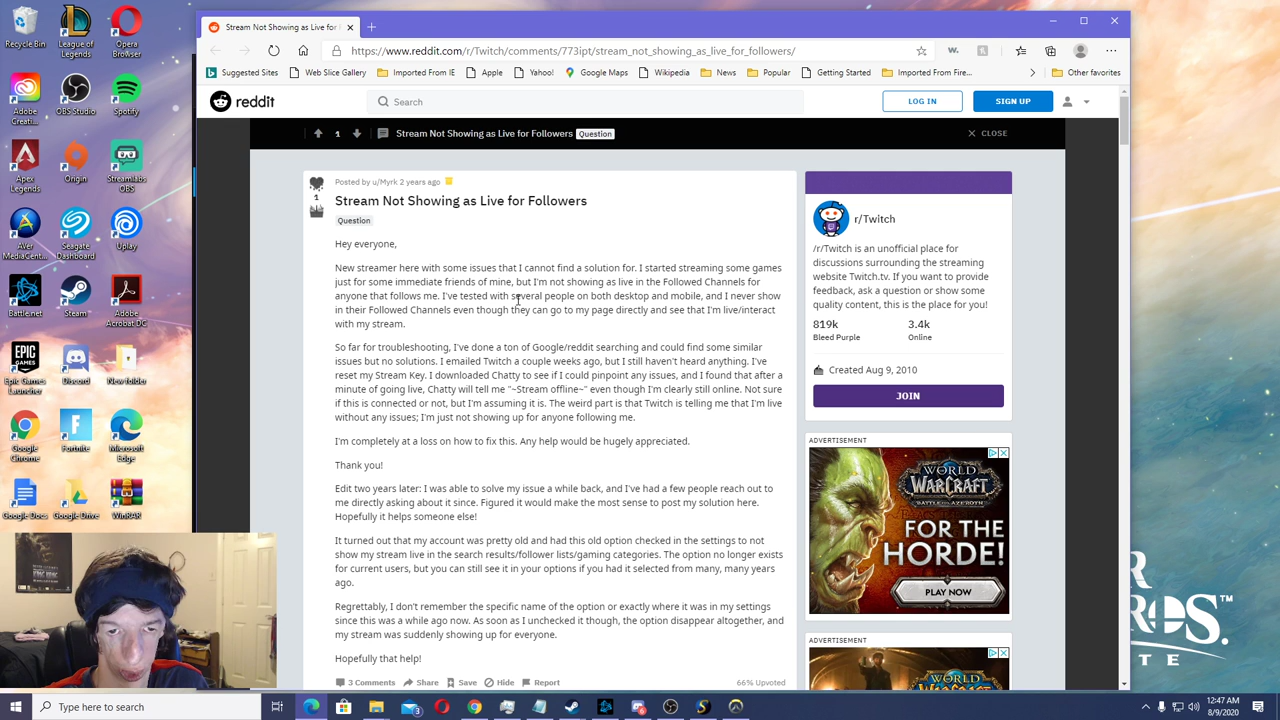 Recycle Bin
League of Legends
Opera Browser
Adobe Creati...
OBS Studio
Spotify
Apex Legends
Origin
Streamlabs OBS
AVer MediaCent...
Seagate
Uplay
Battle.net
Steam
Adobe Acrobat DC
Epic Games Launcher
Discord
New folder
Google Chrome
Fortnite
Microsoft Edge
Google Docs
Google Drive
WinRAR
Stream Not Showing as Live for F
https://www.reddit.com/r/Twitch/comments/773ipt/stream_not_showing_as_live_for_followers/
Suggested Sites
Web Slice Gallery
Imported From IE
Apple
Yahoo!
Google Maps
Wikipedia
News
Popular
Getting Started
Imported From Fire...
Other favorites
reddit
Search
LOG IN
SIGN UP
1
Stream Not Showing as Live for Followers Question
CLOSE
Posted by u/Myrk 2 years ago
1
Stream Not Showing as Live for Followers
Question
Hey everyone,
New streamer here with some issues that I cannot find a solution for. I started streaming some games
just for some immediate friends of mine, but I'm not showing as live in the Followed Channels for
anyone that follows me. I've tested with several people on both desktop and mobile, and I never show
in their Followed Channels even though they can go to my page directly and see that I'm live/interact
with my stream.
So far for troubleshooting, I've done a ton of Google/reddit searching and could find some similar
issues but no solutions. I emailed Twitch a couple weeks ago, but I still haven't heard anything. I've
reset my Stream Key. I downloaded Chatty to see if I could pinpoint any issues, and I found that after a
minute of going live, Chatty will tell me "~Stream offline~" even though I'm clearly still online. Not sure
if this is connected or not, but I'm assuming it is. The weird part is that Twitch is telling me that I'm live
without any issues; I'm just not showing up for anyone following me.
I'm completely at a loss on how to fix this. Any help would be hugely appreciated.
Thank you!
Edit two years later: I was able to solve my issue a while back, and I've had a few people reach out to
me directly asking about it since. Figured it would make the most sense to post my solution here.
Hopefully it helps someone else!
It turned out that my account was pretty old and had this old option checked in the settings to not
show my stream live in the search results/follower lists/gaming categories. The option no longer exists
for current users, but you can still see it in your options if you had it selected from many, many years
ago.
Regrettably, I don't remember the specific name of the option or exactly where it was in my settings
since this was a while ago now. As soon as I unchecked it though, the option disappear altogether, and
my stream was suddenly showing up for everyone.
Hopefully that help!
3 Comments
Share
Save
Hide
Report
66% Upvoted
r/Twitch
/r/Twitch is an unofficial place for
discussions surrounding the streaming
website Twitch.tv. If you want to provide
feedback, ask a question or show some
quality content, this is the place for you!
819k
3.4k
Bleed Purple
Online
Created Aug 9, 2010
JOIN
ADVERTISEMENT
WORLD
WARCRAFT
BATTLE FOR AZEROTH
FOR THE
HORDE!
PLAY NOW
ADVERTISEMENT
WORLD
Type here to search
3
12:47 AM
8/9/2020